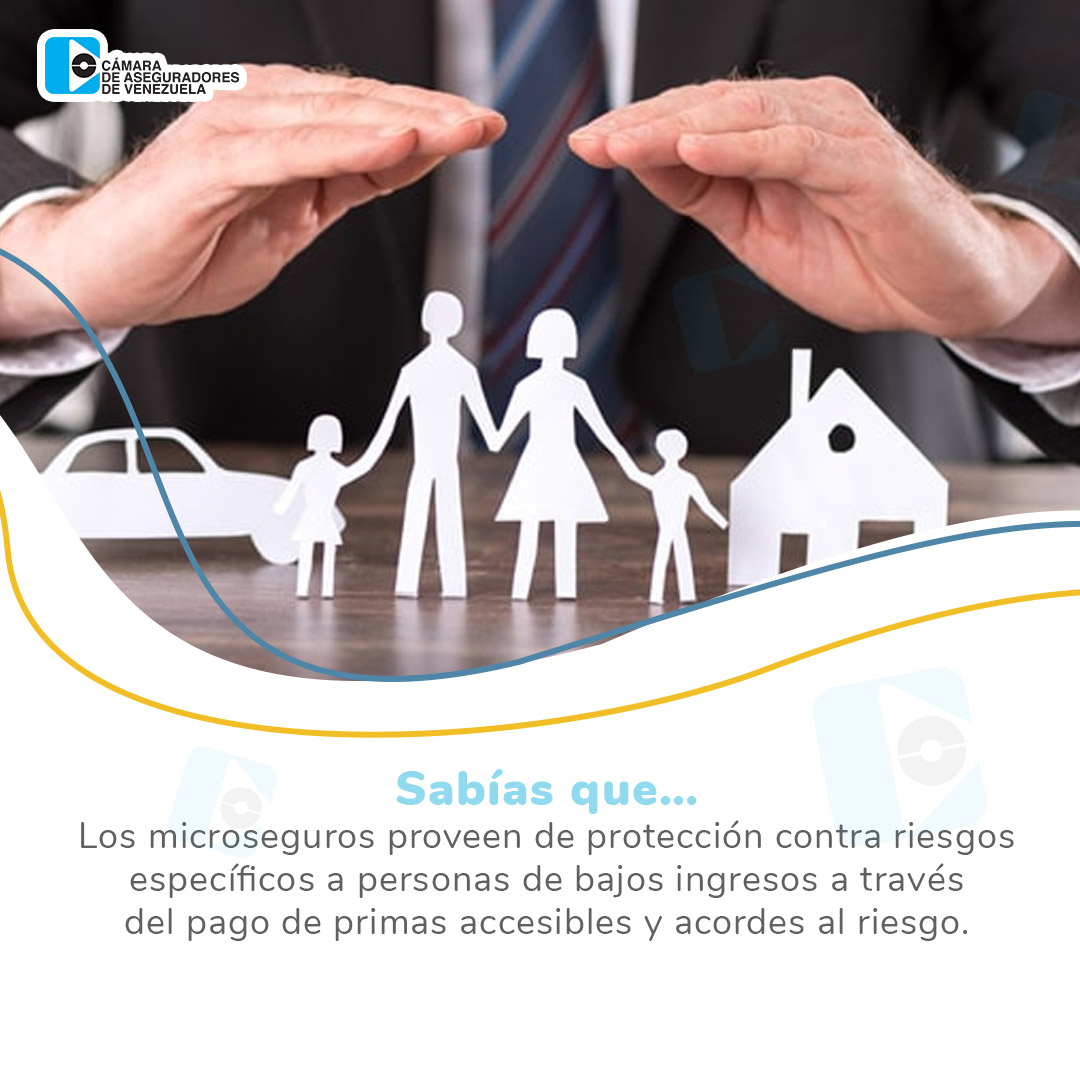 CÁMARA
DE ASEGURADORES
DE VENEZUELA
Sabías que...
Los microseguros proveen de protección contra riesgos
específicos a personas de bajos ingresos a través
del pago de primas accesibles y acordes al riesgo.